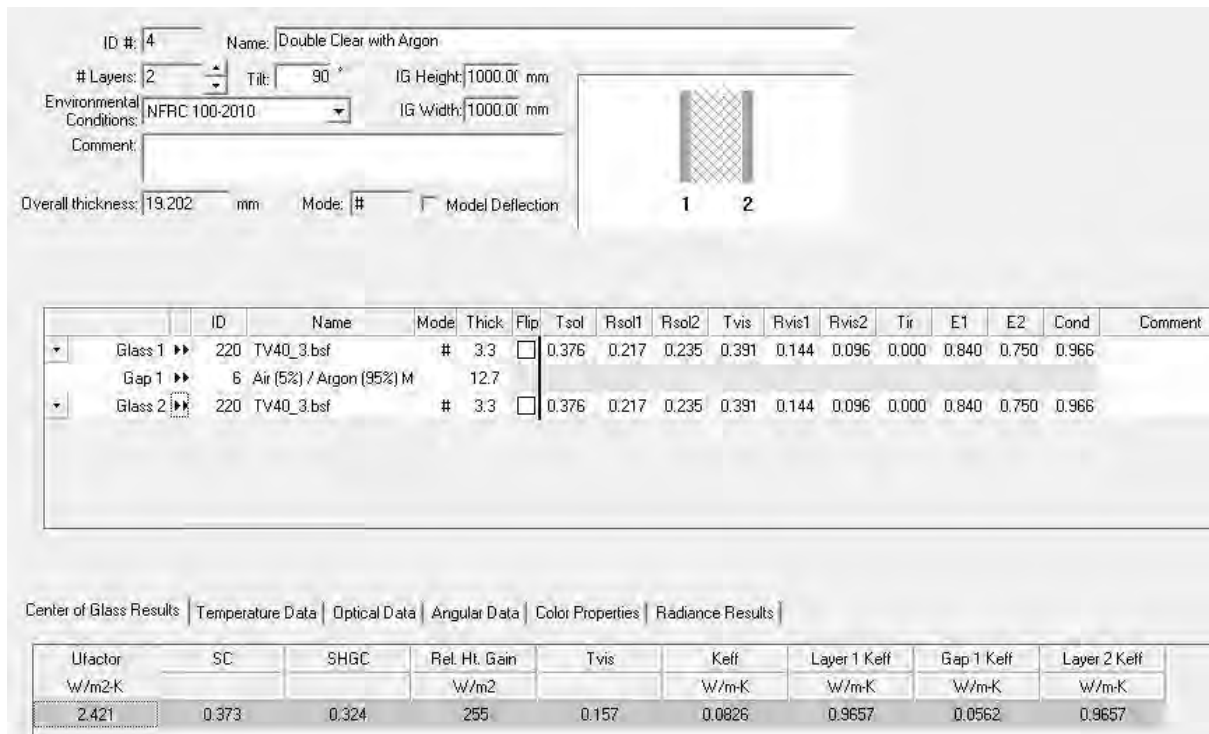 ID #: 4 Name: Double Clear with Argon
# Layers: 2 Tilt: 90 ° IG Height: 1000.00 mm
Environmental Conditions: NFRC 100-2010 IG Width: 1000.00 mm
Comment:
Overall thickness: 19.202 mm Mode: # Model Deflection
1 2
ID Name Mode Thick Flip Tsol Rsol1 Rsol2 Tvis Rvis1 Rvis2 Tir E1 E2 Cond Comment
Glass 1 ▸▸ 220 TV40_3.bsf # 3.3 0.376 0.217 0.235 0.391 0.144 0.096 0.000 0.840 0.750 0.966
Gap 1 ▸▸ 6 Air (5%) / Argon (95%) M 12.7
Glass 2 ▸▸ 220 TV40_3.bsf # 3.3 0.376 0.217 0.235 0.391 0.144 0.096 0.000 0.840 0.750 0.966
Center of Glass Results | Temperature Data | Optical Data | Angular Data | Color Properties | Radiance Results |
Ufactor SC SHGC Rel. Ht. Gain Tvis Keff Layer 1 Keff Gap 1 Keff Layer 2 Keff
W/m2-K W/m2 W/m-K W/m-K W/m-K W/m-K
2.421 0.373 0.324 255 0.157 0.0826 0.9657 0.0562 0.9657